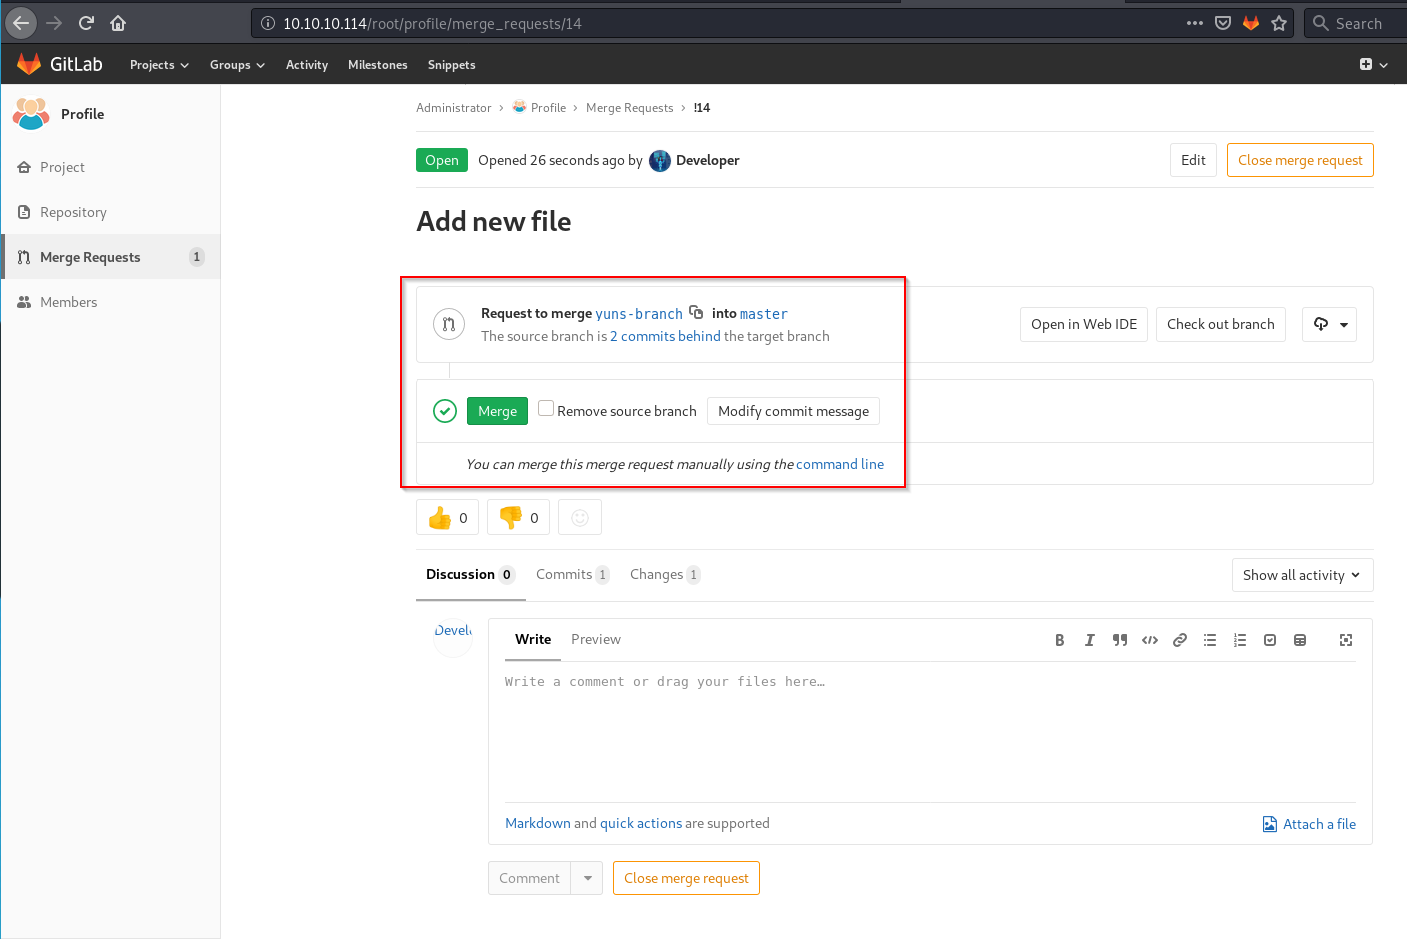 10.10.10.114/root/profile/merge_requests/14
Search
GitLab Projects Groups Activity Milestones Snippets
Profile
Project
Repository
Merge Requests 1
Members
Administrator › Profile › Merge Requests › !14
Open Opened 26 seconds ago by Developer Edit Close merge request
Add new file
Request to merge yuns-branch into master
The source branch is 2 commits behind the target branch
Open in Web IDE Check out branch
Merge Remove source branch Modify commit message
You can merge this merge request manually using the command line
0 0
Discussion 0 Commits 1 Changes 1 Show all activity
Develo
Write Preview
Write a comment or drag your files here…
Markdown and quick actions are supported Attach a file
Comment Close merge request